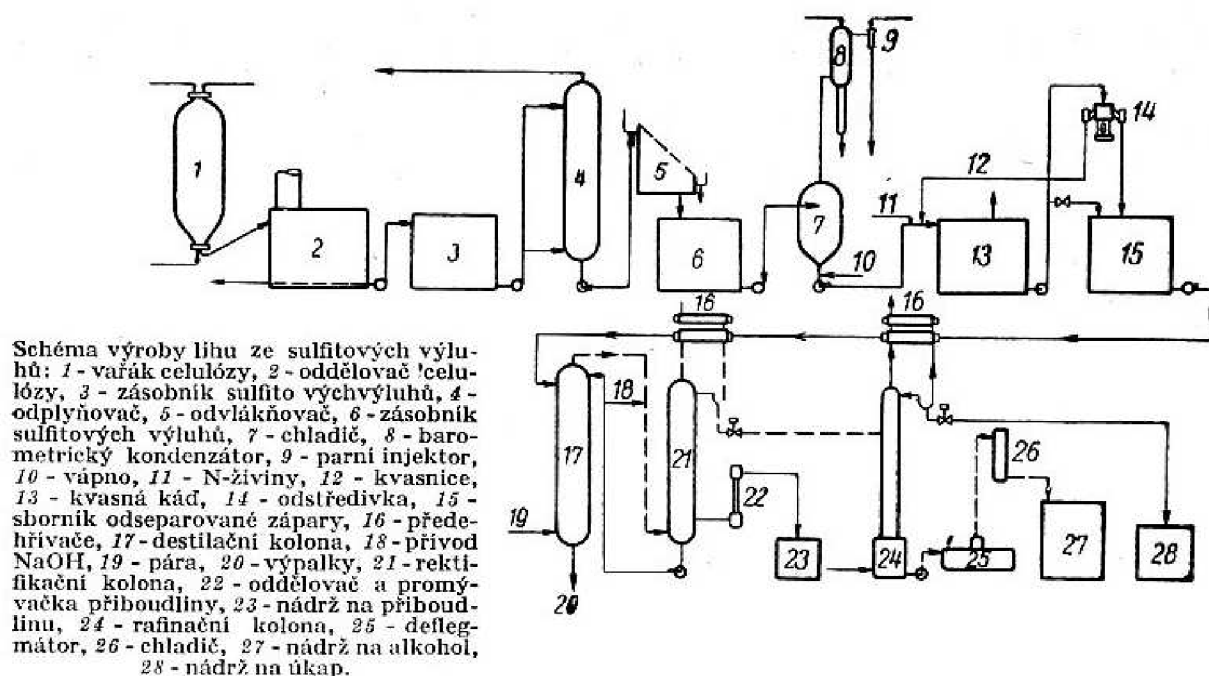 1
2
3
4
5
6
7
8
9
10
11
12
13
14
15
16
16
17
18
19
20
21
22
23
24
25
26
27
28
Schéma výroby lihu ze sulfitových výlu-
hů: 1 - vařák celulózy, 2 - oddělovač celu-
lózy, 3 - zásobník sulfito výchvýluhů, 4 -
odplyňovač, 5 - odvlákňovač, 6 - zásobník
sulfitových výluhů, 7 - chladič, 8 - baro-
metrický kondenzátor, 9 - parní injektor,
10 - vápno, 11 - N-živiny, 12 - kvasnice,
13 - kvasná káď, 14 - odstředivka, 15 -
sborník odseparované zápary, 16 - přede-
hřívače, 17 - destilační kolona, 18 - přívod
NaOH, 19 - pára, 20 - výpalky, 21 - rekti-
fikační kolona, 22 - oddělovač a promý-
vačka přiboudliny, 23 - nádrž na přiboud-
linu, 24 - rafinační kolona, 25 - defleg-
mátor, 26 - chladič, 27 - nádrž na alkohol,
28 - nádrž na úkap.